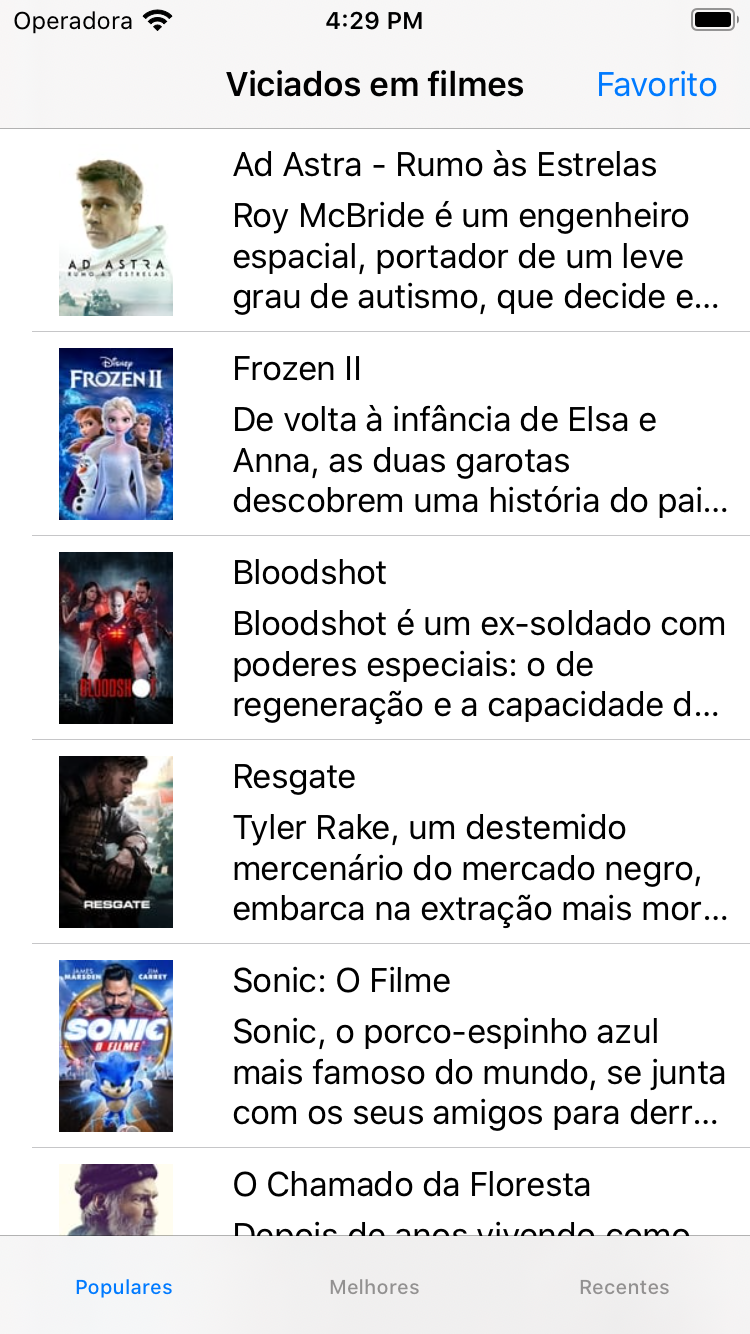 Operadora
4:29 PM
Viciados em filmes
Favorito
AD ASTRA
RUMO ÀS ESTRELAS
Ad Astra - Rumo às Estrelas
Roy McBride é um engenheiro
espacial, portador de um leve
grau de autismo, que decide e...
Disney
FROZEN II
Frozen II
De volta à infância de Elsa e
Anna, as duas garotas
descobrem uma história do pai...
BLOODSHOT
Bloodshot
Bloodshot é um ex-soldado com
poderes especiais: o de
regeneração e a capacidade d...
RESGATE
Resgate
Tyler Rake, um destemido
mercenário do mercado negro,
embarca na extração mais mor...
JAMES MARSDEN
JIM CARREY
SONIC
O FILME
Sonic: O Filme
Sonic, o porco-espinho azul
mais famoso do mundo, se junta
com os seus amigos para derr...
O Chamado da Floresta
Depois de anos vivendo como
Populares
Melhores
Recentes